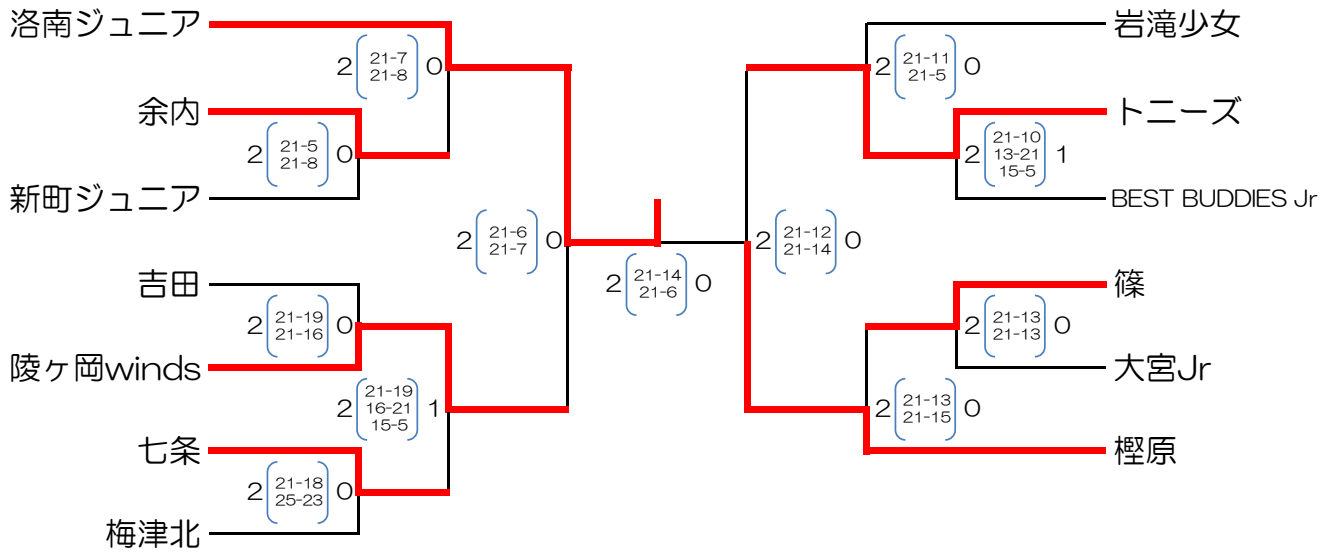 洛南ジュニア
2 21-7 0
21-8
余内
2 21-5 0
21-8
新町ジュニア
2 21-6 0
21-7
吉田
2 21-19 0
21-16
陵ヶ岡winds
2 21-19 1
16-21
15-5
七条
2 21-18 0
25-23
梅津北
2 21-14 0
21-6
岩滝少女
2 21-11 0
21-5
トニーズ
2 21-10 1
13-21
15-5
BEST BUDDIES Jr
2 21-12 0
21-14
篠
2 21-13 0
21-13
大宮Jr
2 21-13 0
21-15
樫原